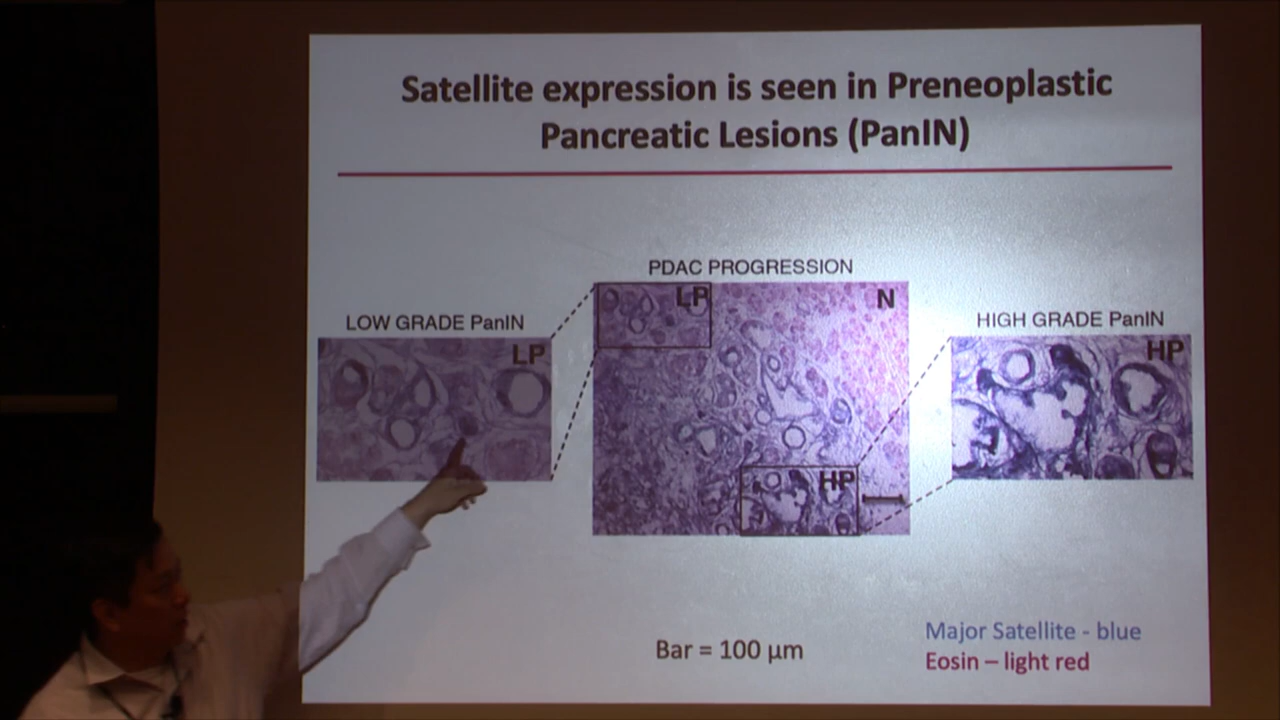 Satellite expression is seen in Preneoplastic
Pancreatic Lesions (PanIN)
PDAC PROGRESSION
LOW GRADE PanIN
HIGH GRADE PanIN
LP
LP
N
HP
HP
Bar = 100 µm
Major Satellite - blue
Eosin – light red